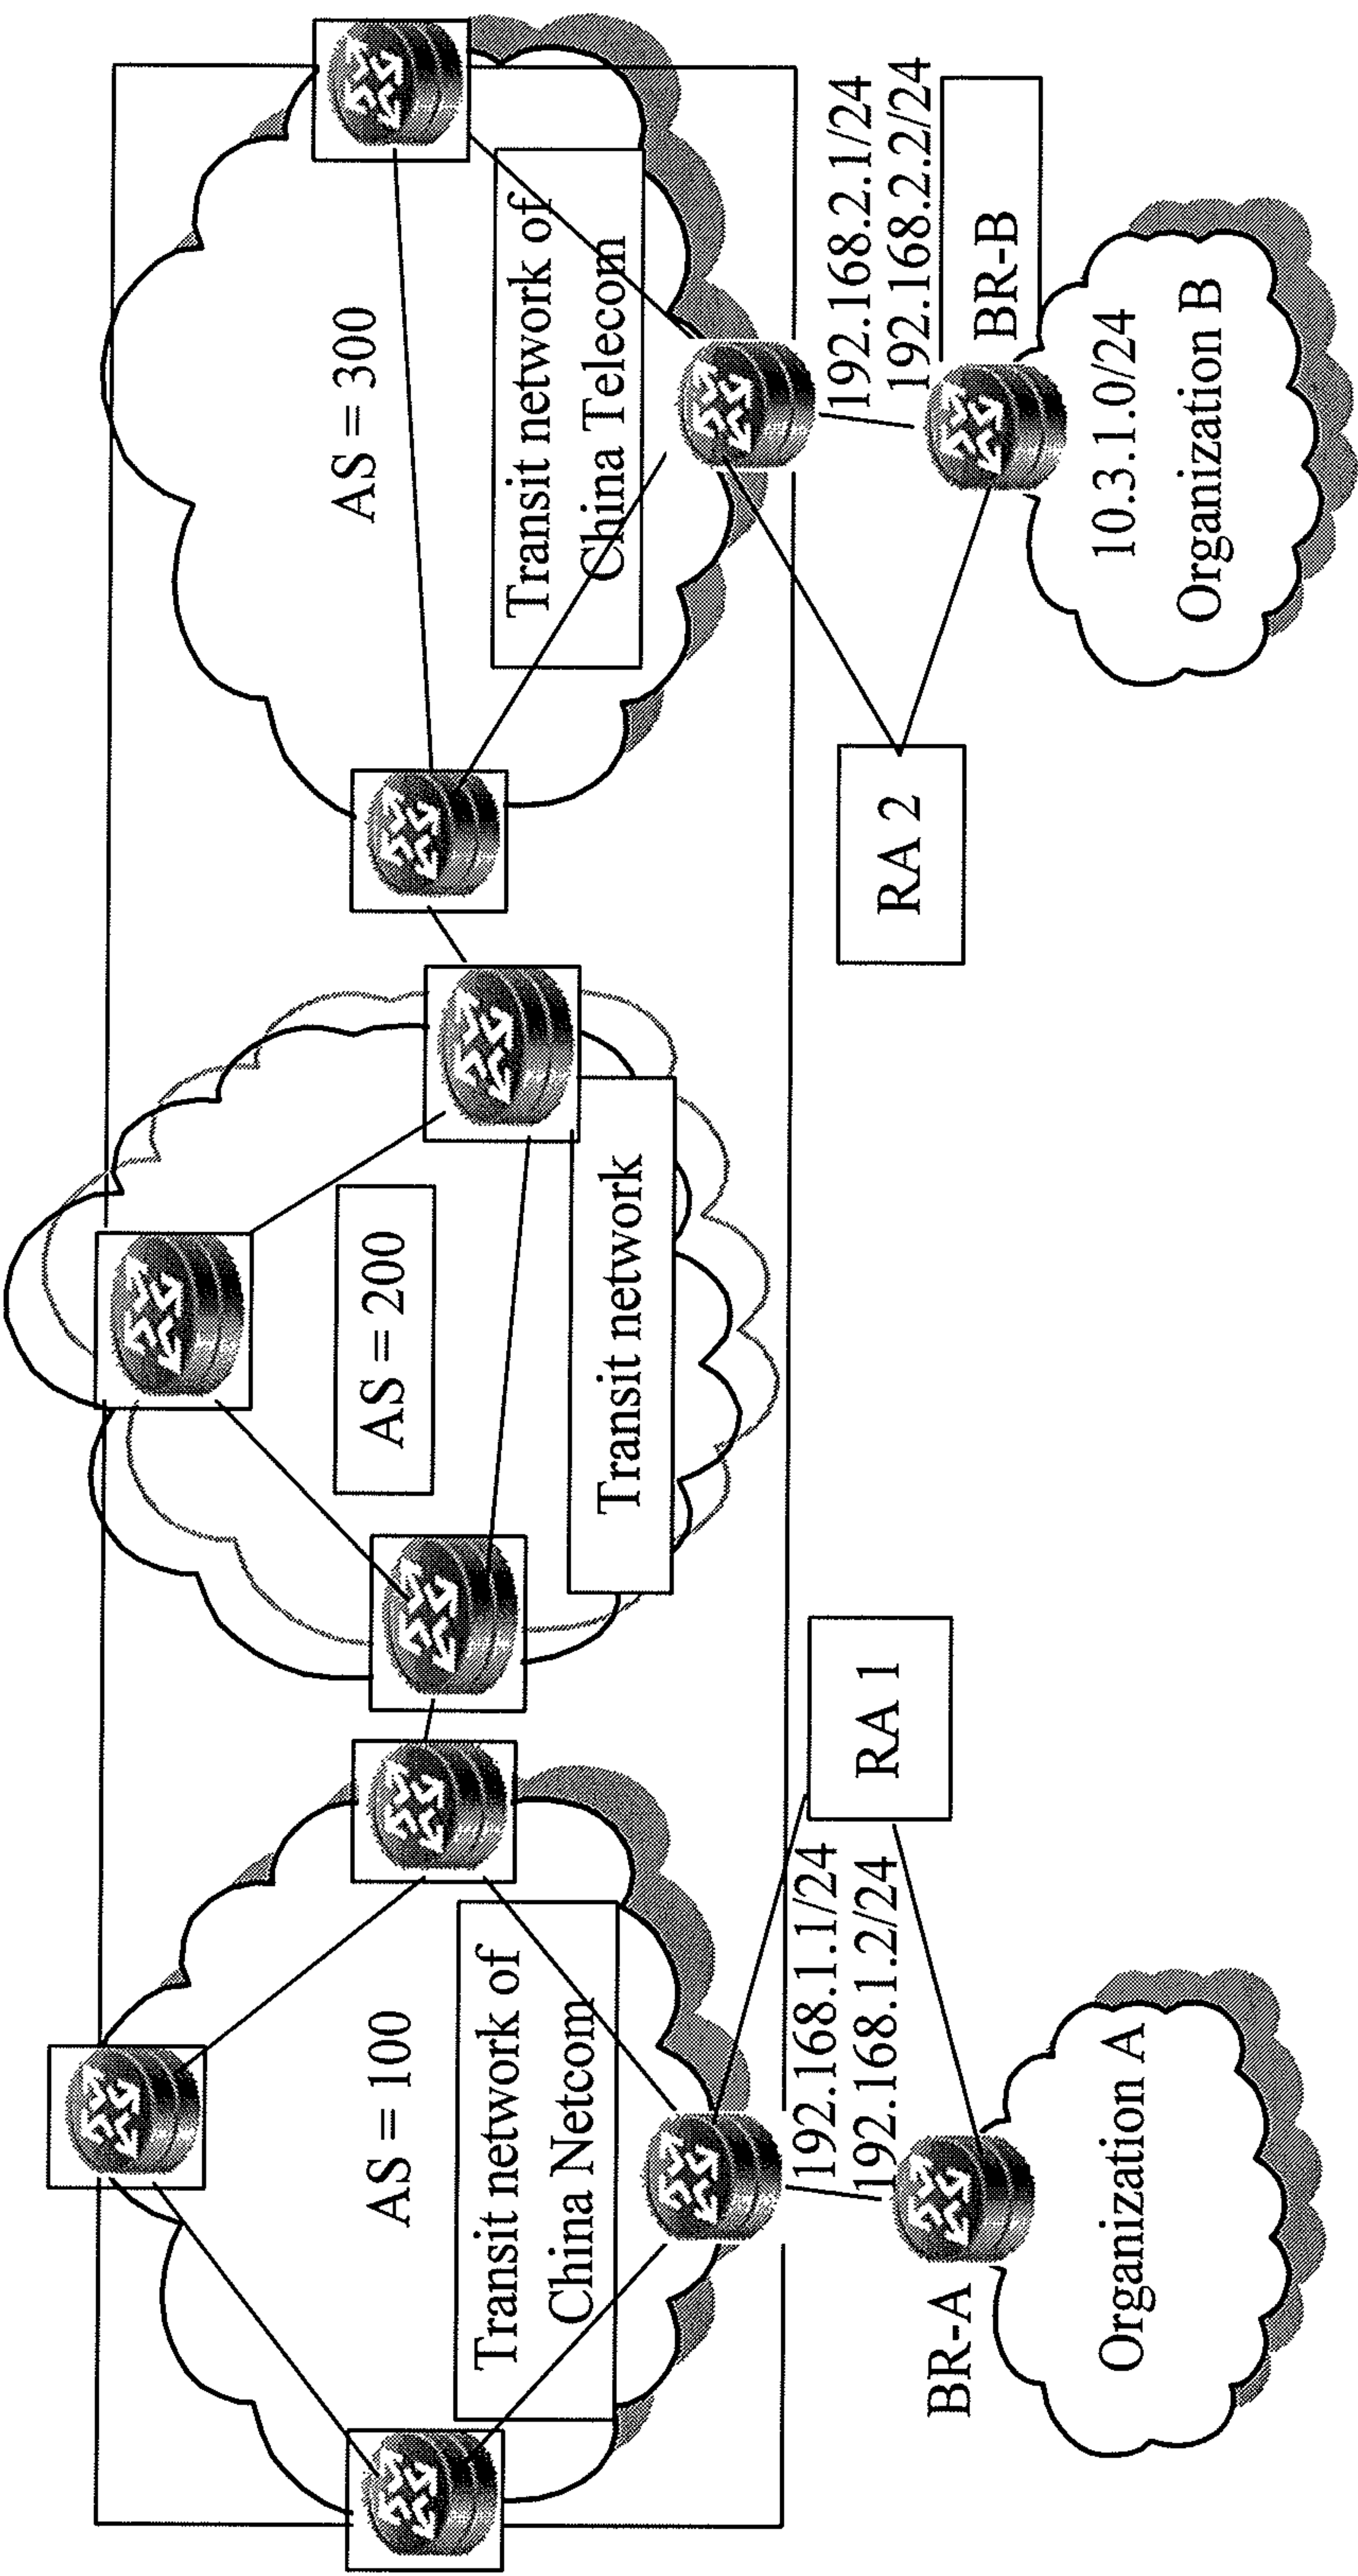 AS = 100
Transit network of
China Netcom
AS = 200
Transit network
AS = 300
Transit network of
China Telecom
192.168.1.1/24
192.168.1.2/24
RA 1
BR-A
Organization A
RA 2
192.168.2.1/24
192.168.2.2/24
BR-B
10.3.1.0/24
Organization B